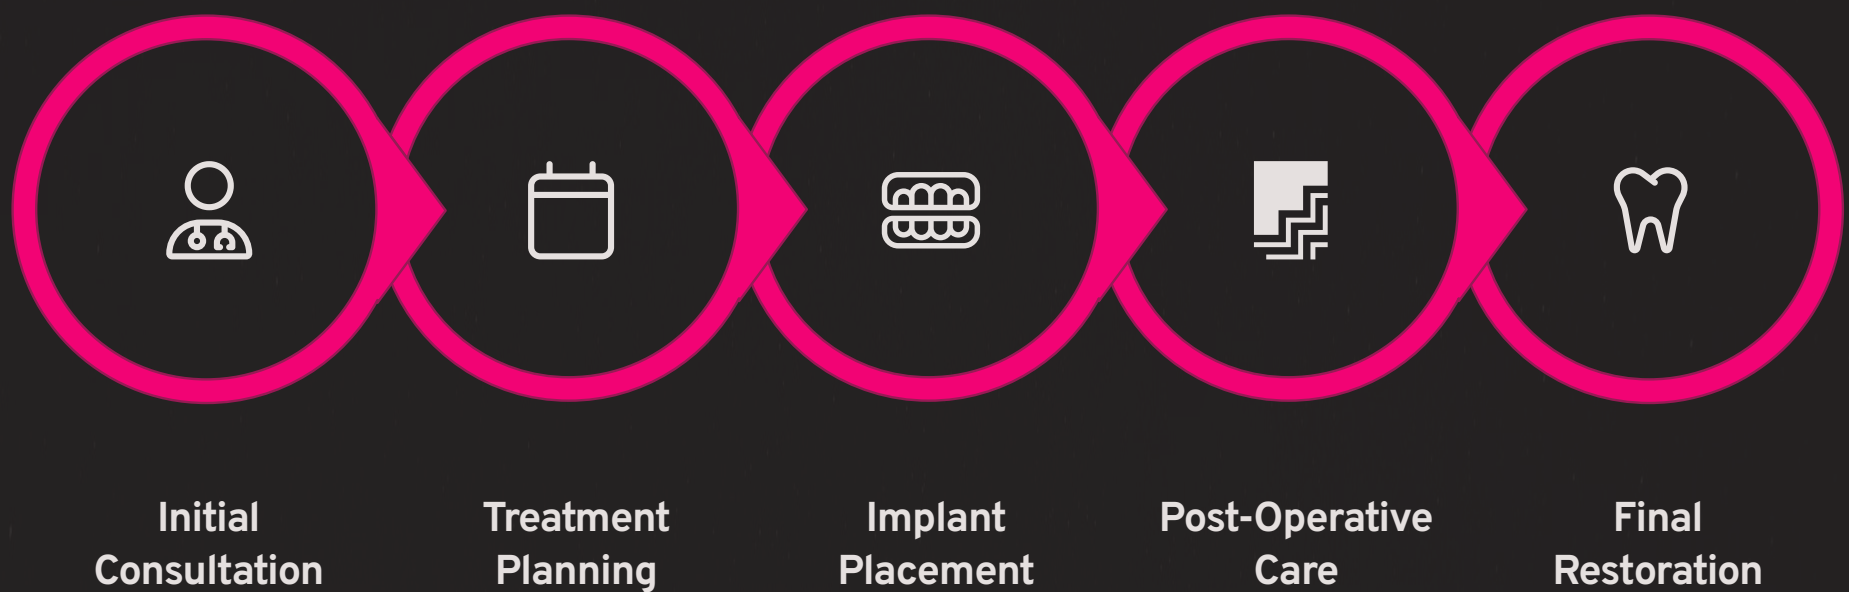 Initial
Consultation
Treatment
Planning
Implant
Placement
Post-Operative
Care
Final
Restoration